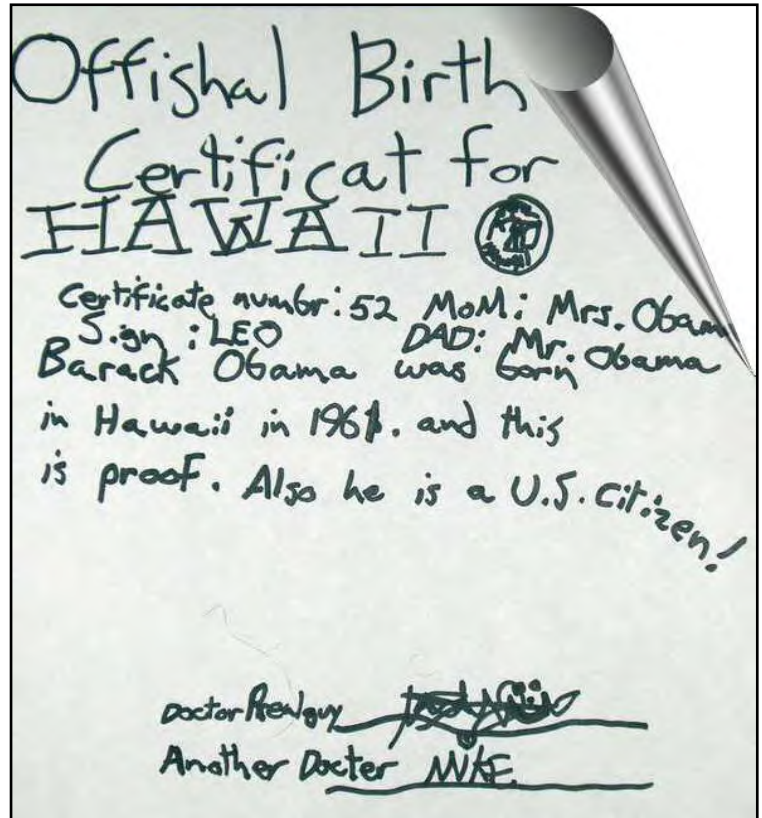 Offishal Birth
Certificat for
HAWAII
Certificate numbr: 52 MoM: Mrs. Obam
Sign: LEO DAD: Mr. Obama
Barack Obama was born
in Hawaii in 1961. and this
is proof. Also he is a U.S. citizen!
Doctor Realguy
Another Docter MIKE